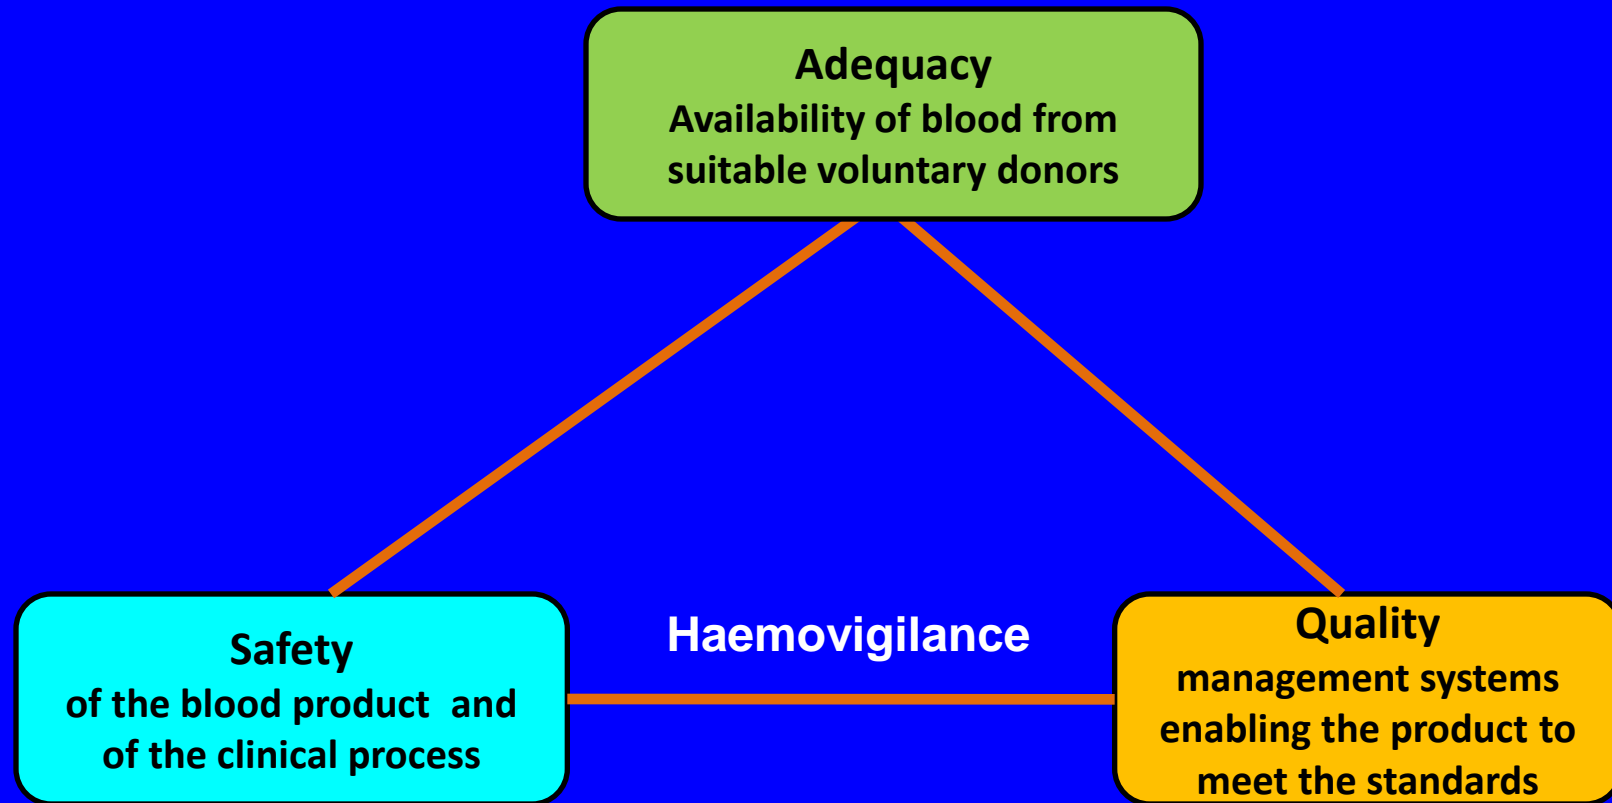 Adequacy
Availability of blood from
suitable voluntary donors
Safety
of the blood product and
of the clinical process
Haemovigilance
Quality
management systems
enabling the product to
meet the standards